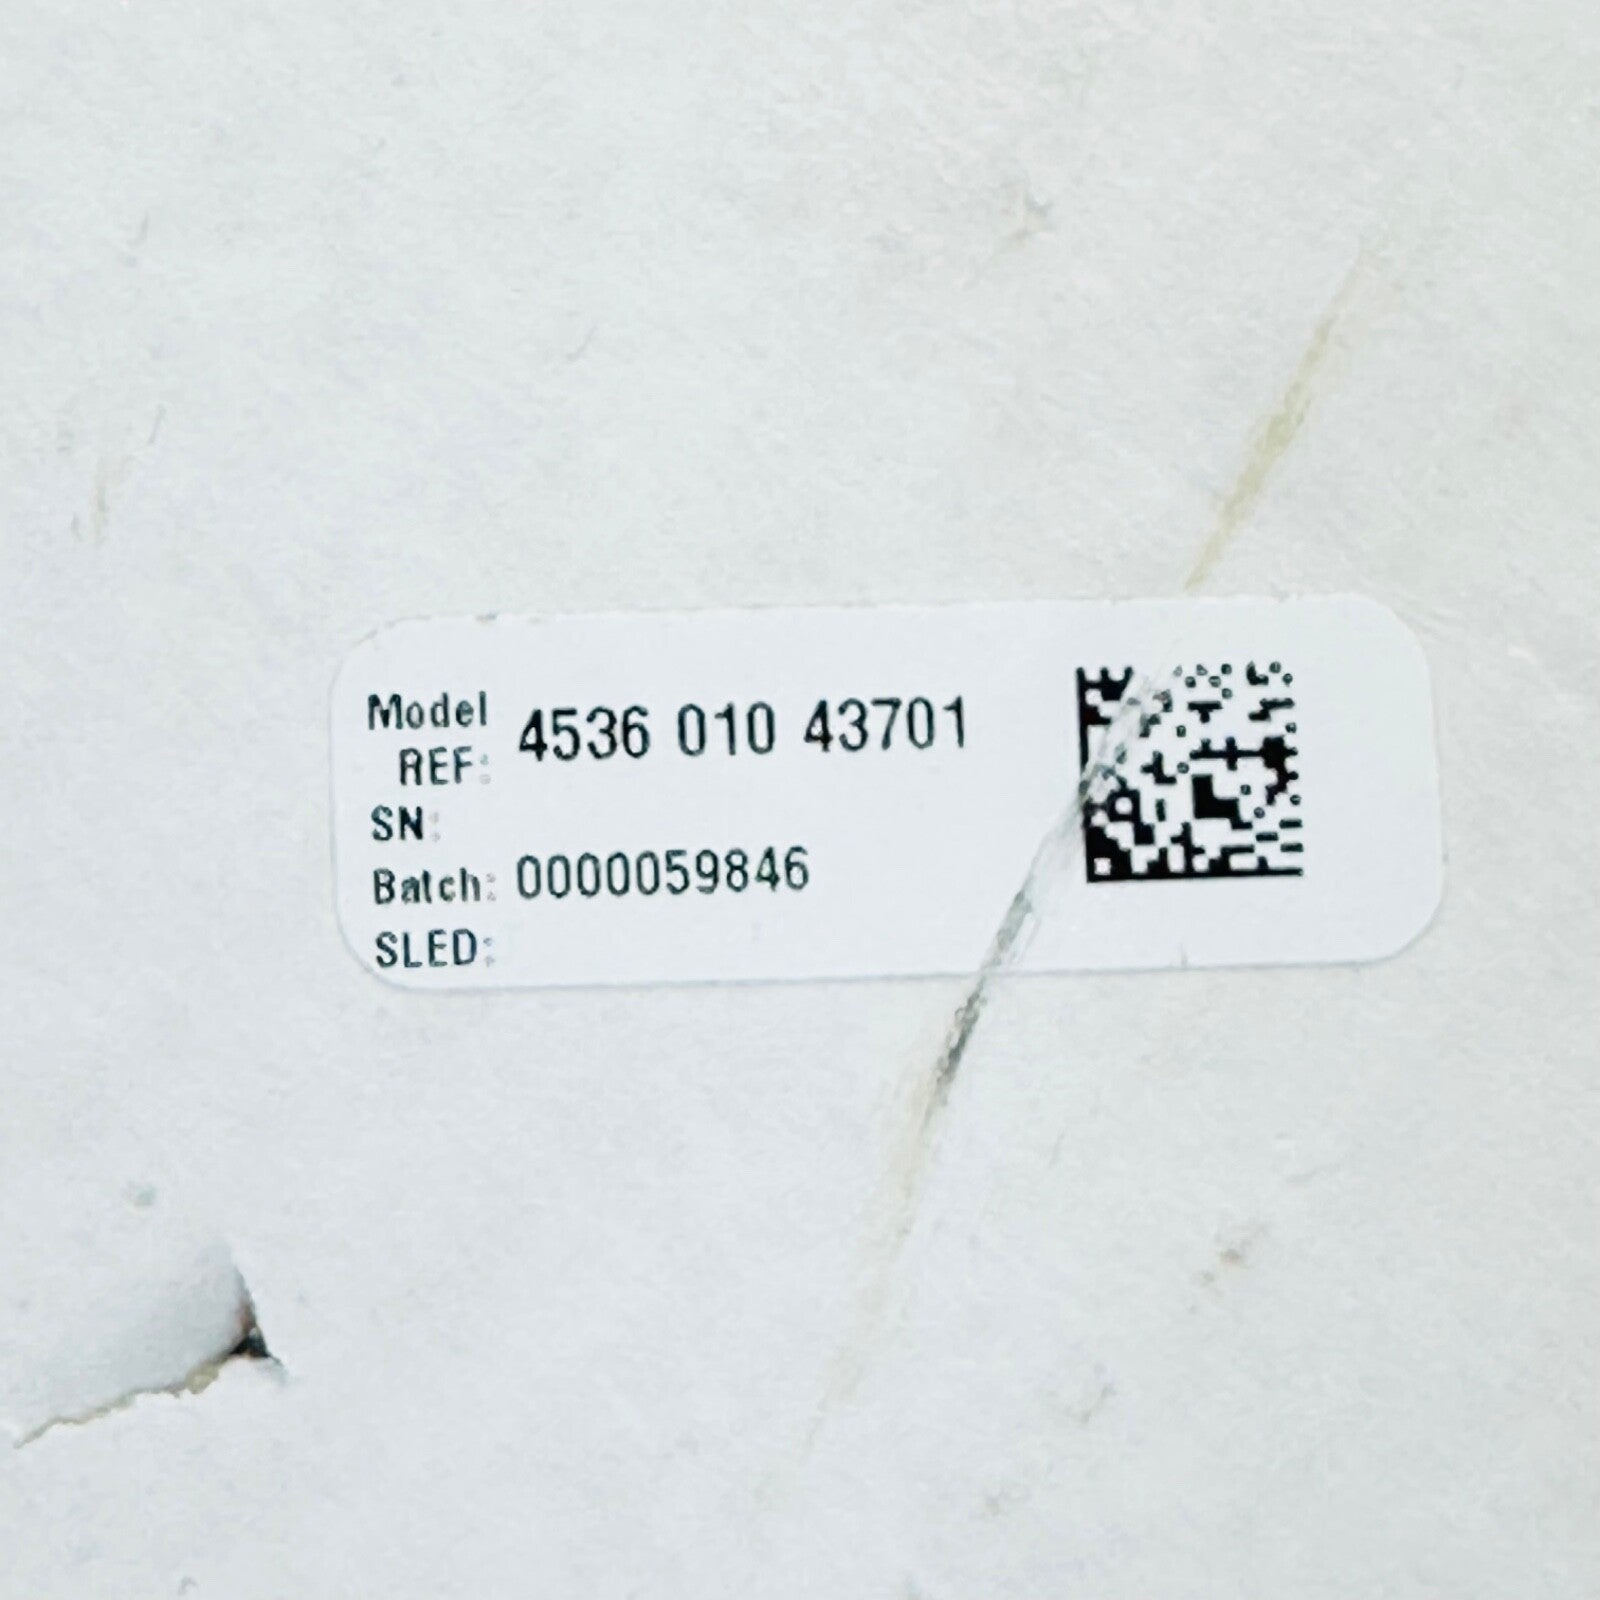 Model 4536 010 43701
REF:
SN:
Batch: 0000059846
SLED: